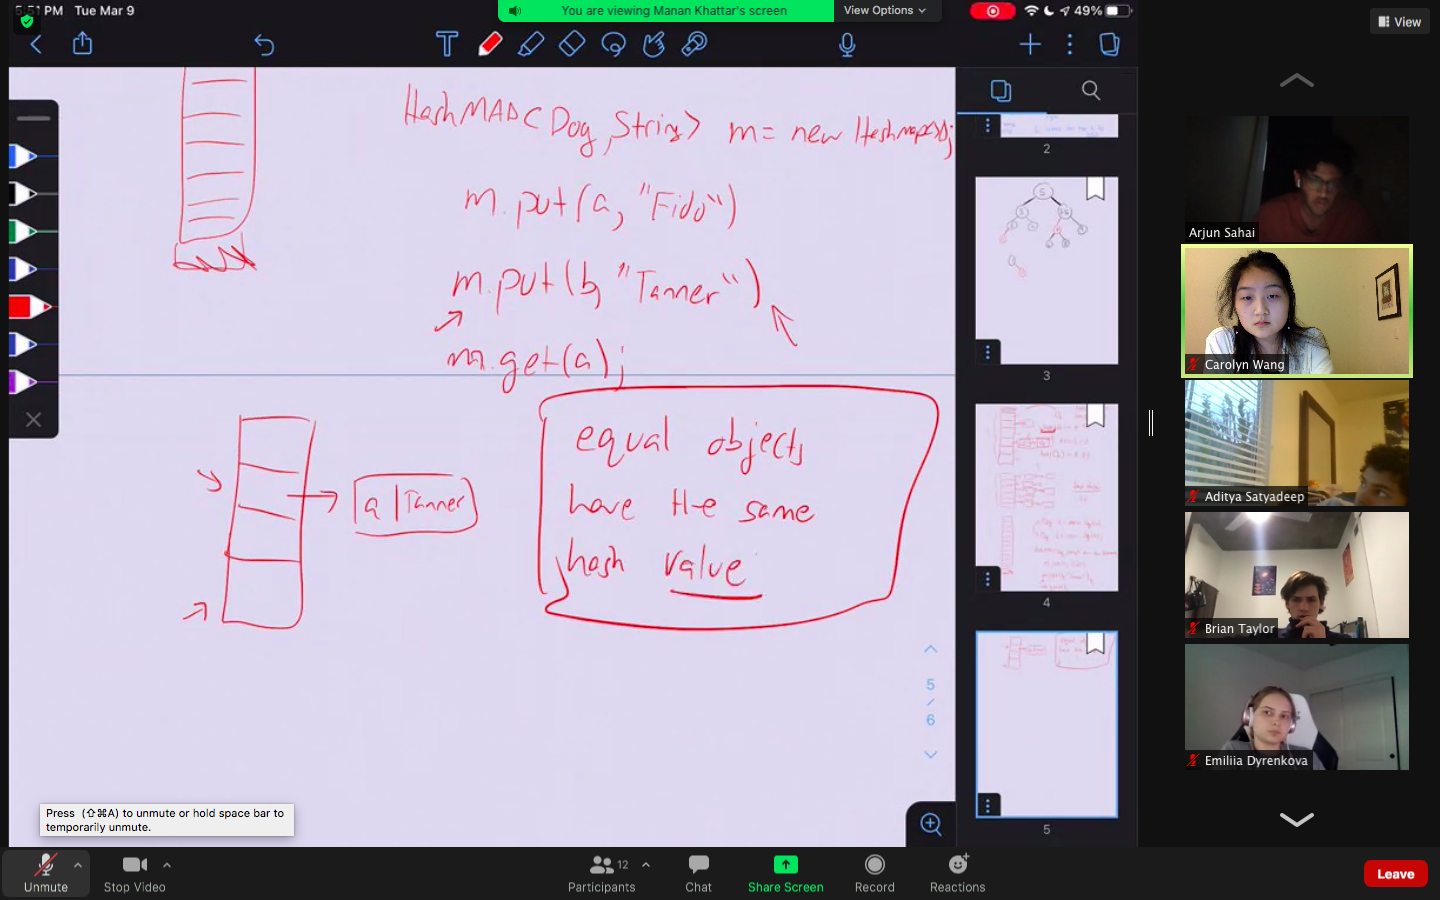 5:51 PM Tue Mar 9
You are viewing Manan Khattar's screen
View Options
49%
View
HashMAP<Dog, String> m = new Hashmap<>();
m.put(a, "Fido")
m.put(b, "Tanner")
m.get(a);
a | Tanner
equal objects
have the same
hash value
2
3
4
5
5
/
6
Arjun Sahai
Carolyn Wang
Aditya Satyadeep
Brian Taylor
Emiliia Dyrenkova
Press (⇧⌘A) to unmute or hold space bar to
temporarily unmute.
Unmute
Stop Video
Participants
12
Chat
Share Screen
Record
Reactions
Leave